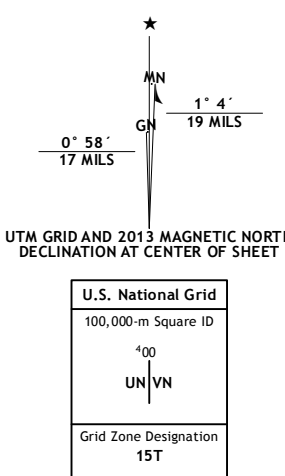 ★
MN
1° 4´
19 MILS
GN
0° 58´
17 MILS
UTM GRID AND 2013 MAGNETIC NORTH
DECLINATION AT CENTER OF SHEET
U.S. National Grid
100,000-m Square ID
⁴00
UN VN
Grid Zone Designation
15T